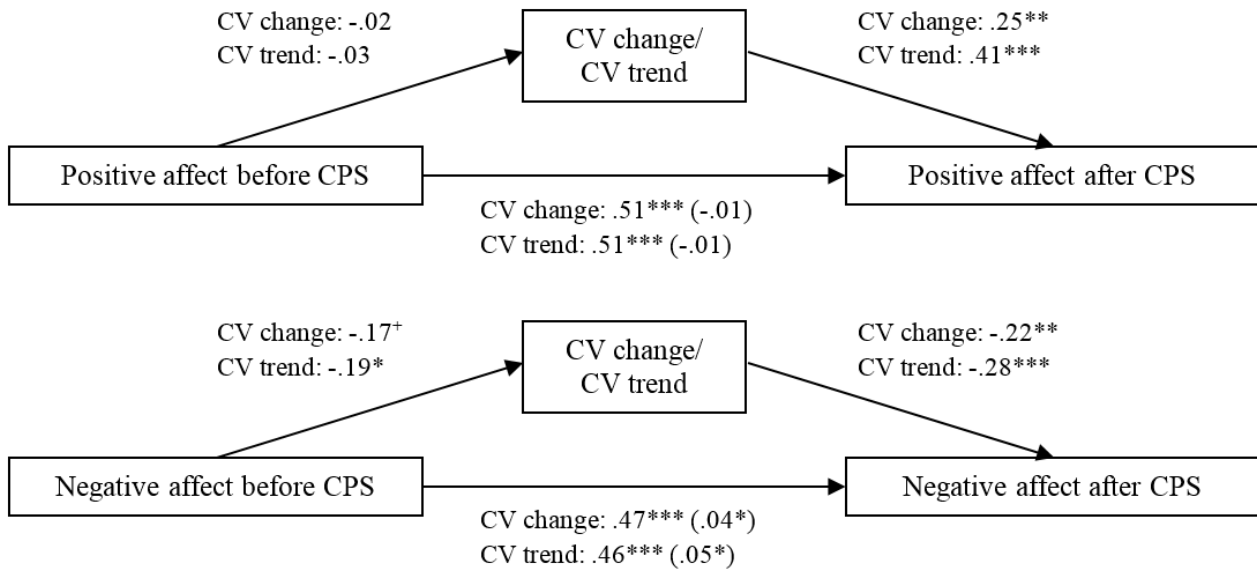 CV change: -.02
CV trend: -.03
CV change/
CV trend
CV change: .25**
CV trend: .41***
Positive affect before CPS
Positive affect after CPS
CV change: .51*** (-.01)
CV trend: .51*** (-.01)
CV change: -.17⁺
CV trend: -.19*
CV change/
CV trend
CV change: -.22**
CV trend: -.28***
Negative affect before CPS
Negative affect after CPS
CV change: .47*** (.04*)
CV trend: .46*** (.05*)